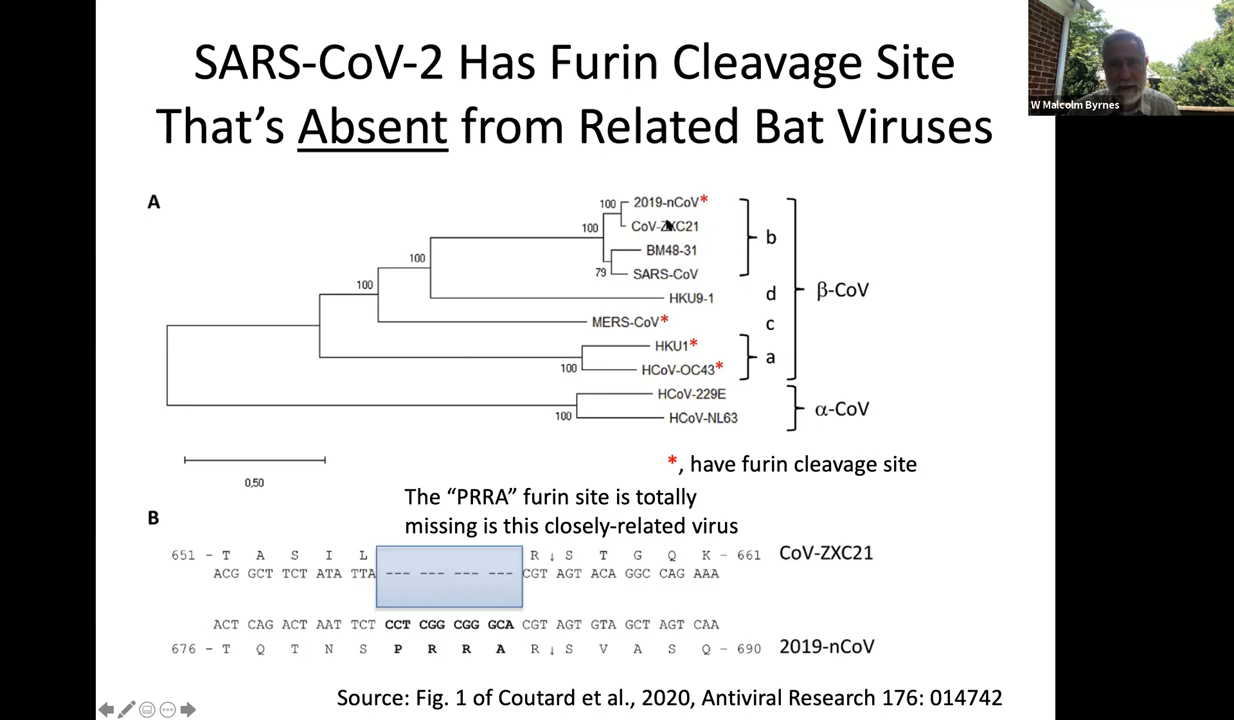 SARS-CoV-2 Has Furin Cleavage Site
That's Absent from Related Bat Viruses
W Malcolm Byrnes
A
100
2019-nCoV*
100
CoV-ZXC21
b
BM48-31
100
79
SARS-CoV
100
HKU9-1
d
β-CoV
MERS-CoV*
c
HKU1*
a
100
HCoV-OC43*
HCoV-229E
α-CoV
100
HCoV-NL63
0,50
*, have furin cleavage site
The “PRRA” furin site is totally
missing is this closely-related virus
B
651 - T A S I L R ↓ S T G Q K - 661 CoV-ZXC21
ACG GCT TCT ATA TTA --- --- --- --- CGT AGT ACA GGC CAG AAA
ACT CAG ACT AAT TCT CCT CGG CGG GCA CGT AGT GTA GCT AGT CAA
676 - T Q T N S P R R A R ↓ S V A S Q - 690 2019-nCoV
Source: Fig. 1 of Coutard et al., 2020, Antiviral Research 176: 014742